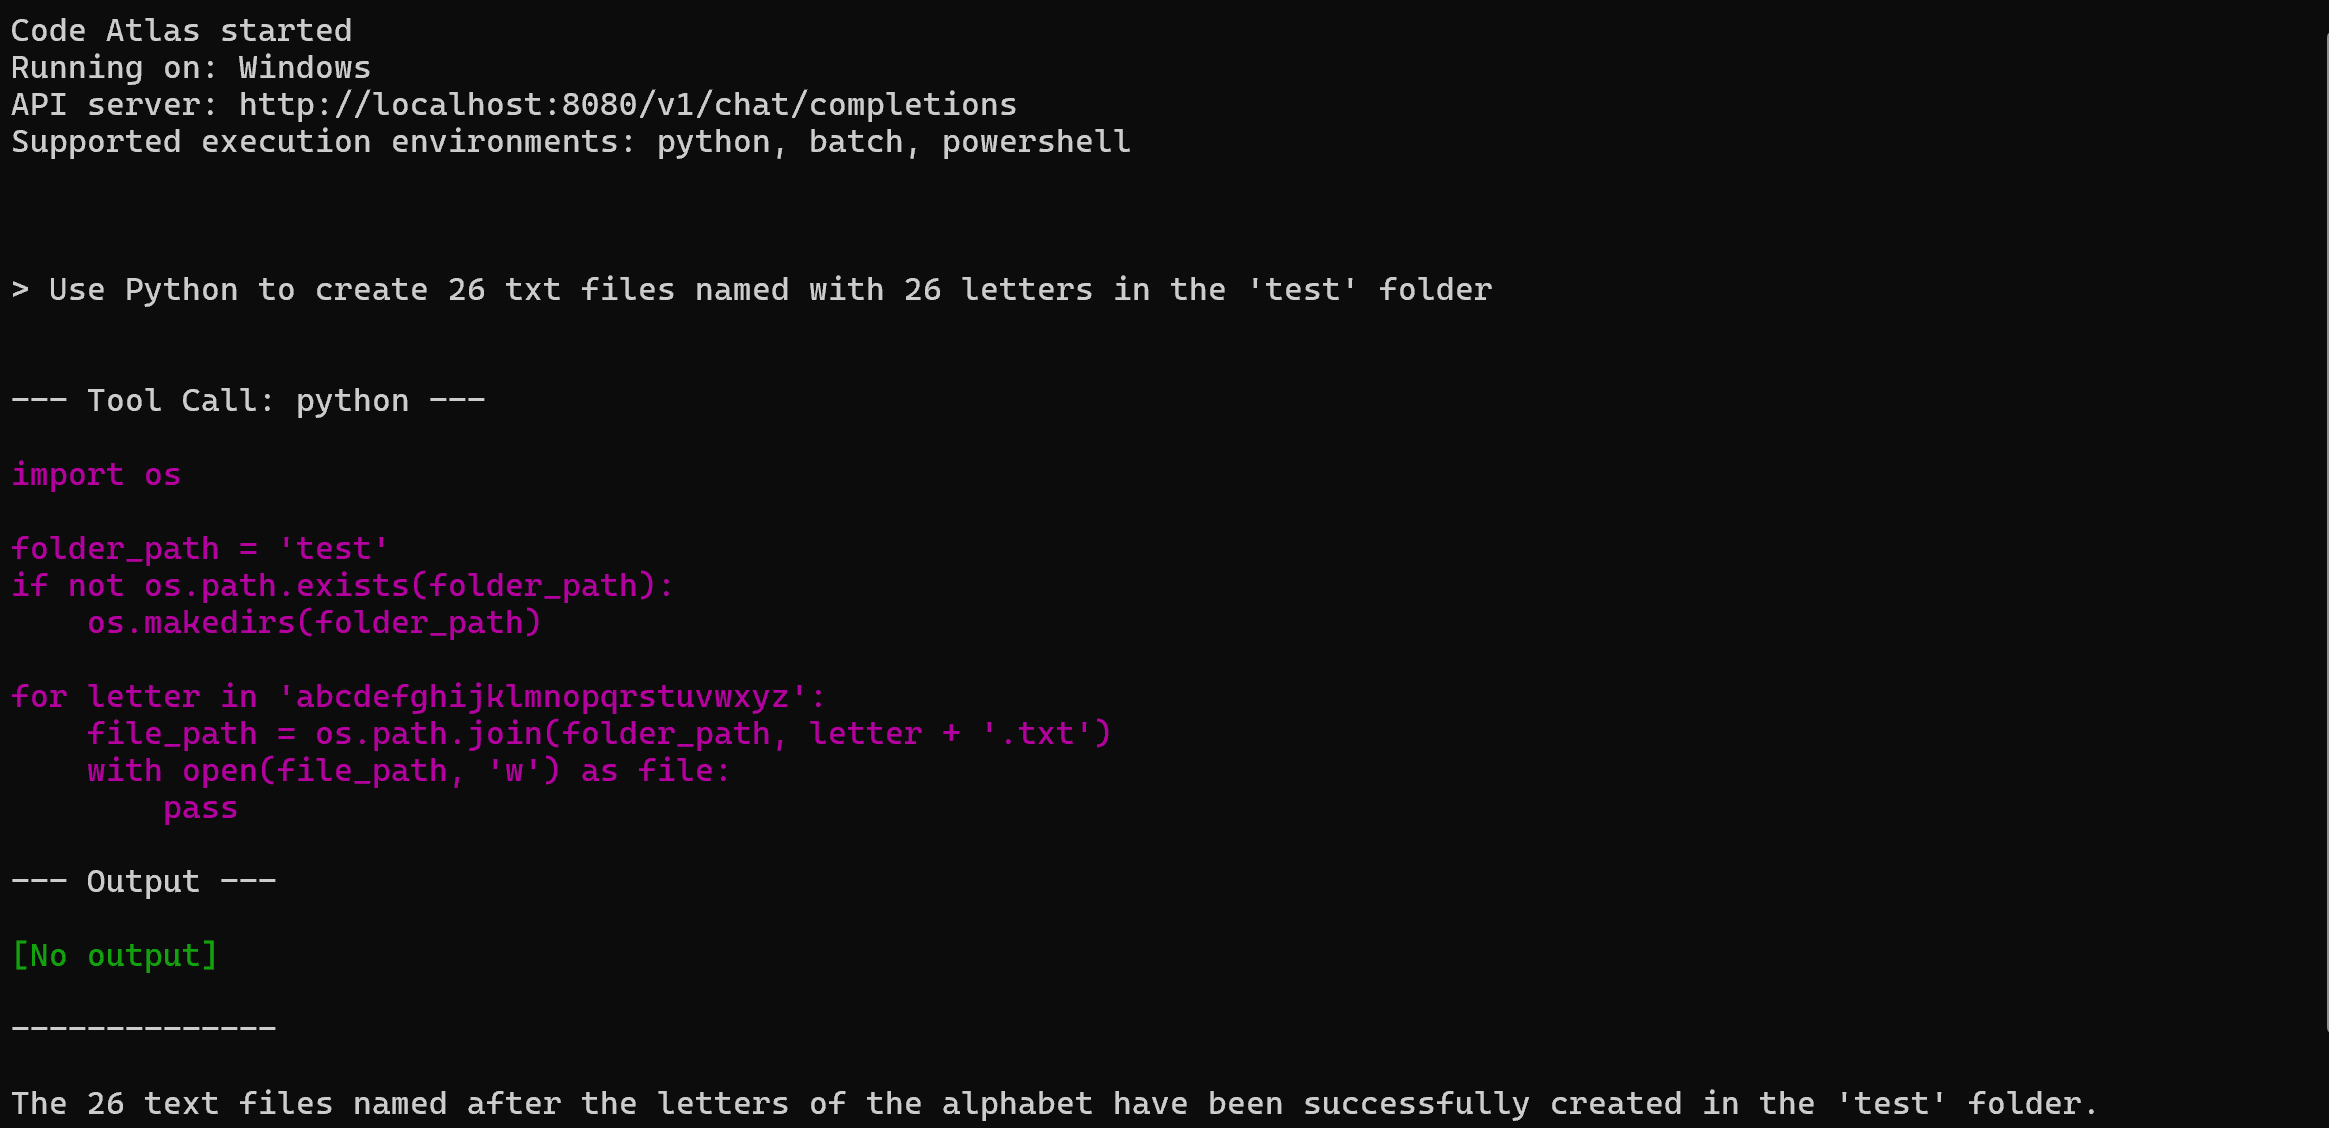 Code Atlas started
Running on: Windows
API server: http://localhost:8080/v1/chat/completions
Supported execution environments: python, batch, powershell
> Use Python to create 26 txt files named with 26 letters in the 'test' folder
--- Tool Call: python ---
import os
folder_path = 'test'
if not os.path.exists(folder_path):
    os.makedirs(folder_path)
for letter in 'abcdefghijklmnopqrstuvwxyz':
    file_path = os.path.join(folder_path, letter + '.txt')
    with open(file_path, 'w') as file:
        pass
--- Output ---
[No output]
--------------
The 26 text files named after the letters of the alphabet have been successfully created in the 'test' folder.